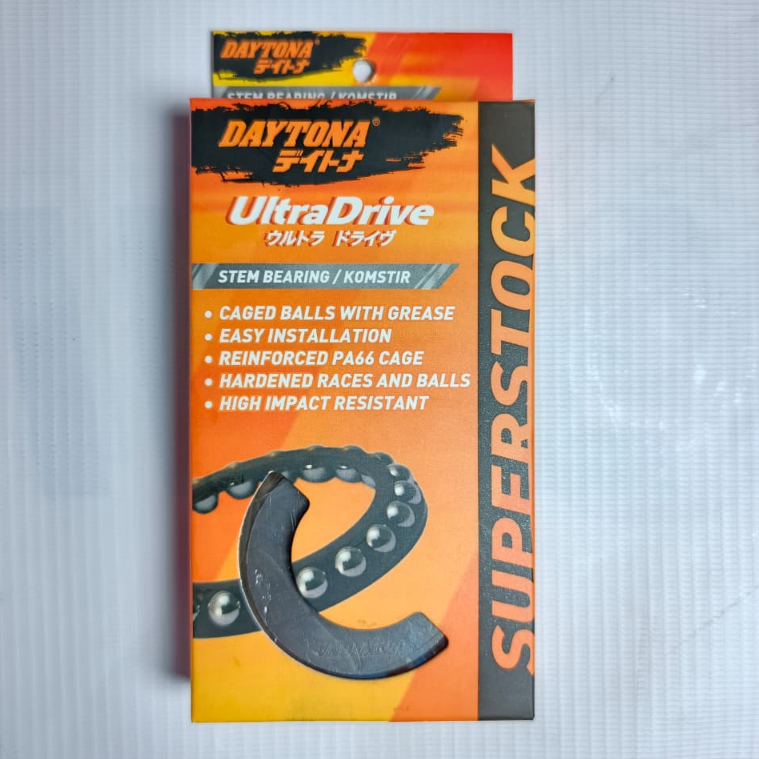 DAYTONA®
デイトナ
STEM BEARING / KOMSTIR
DAYTONA®
デイトナ
UltraDrive
ウルトラ ドライヴ
STEM BEARING / KOMSTIR
• CAGED BALLS WITH GREASE
• EASY INSTALLATION
• REINFORCED PA66 CAGE
• HARDENED RACES AND BALLS
• HIGH IMPACT RESISTANT
SUPERSTOCK